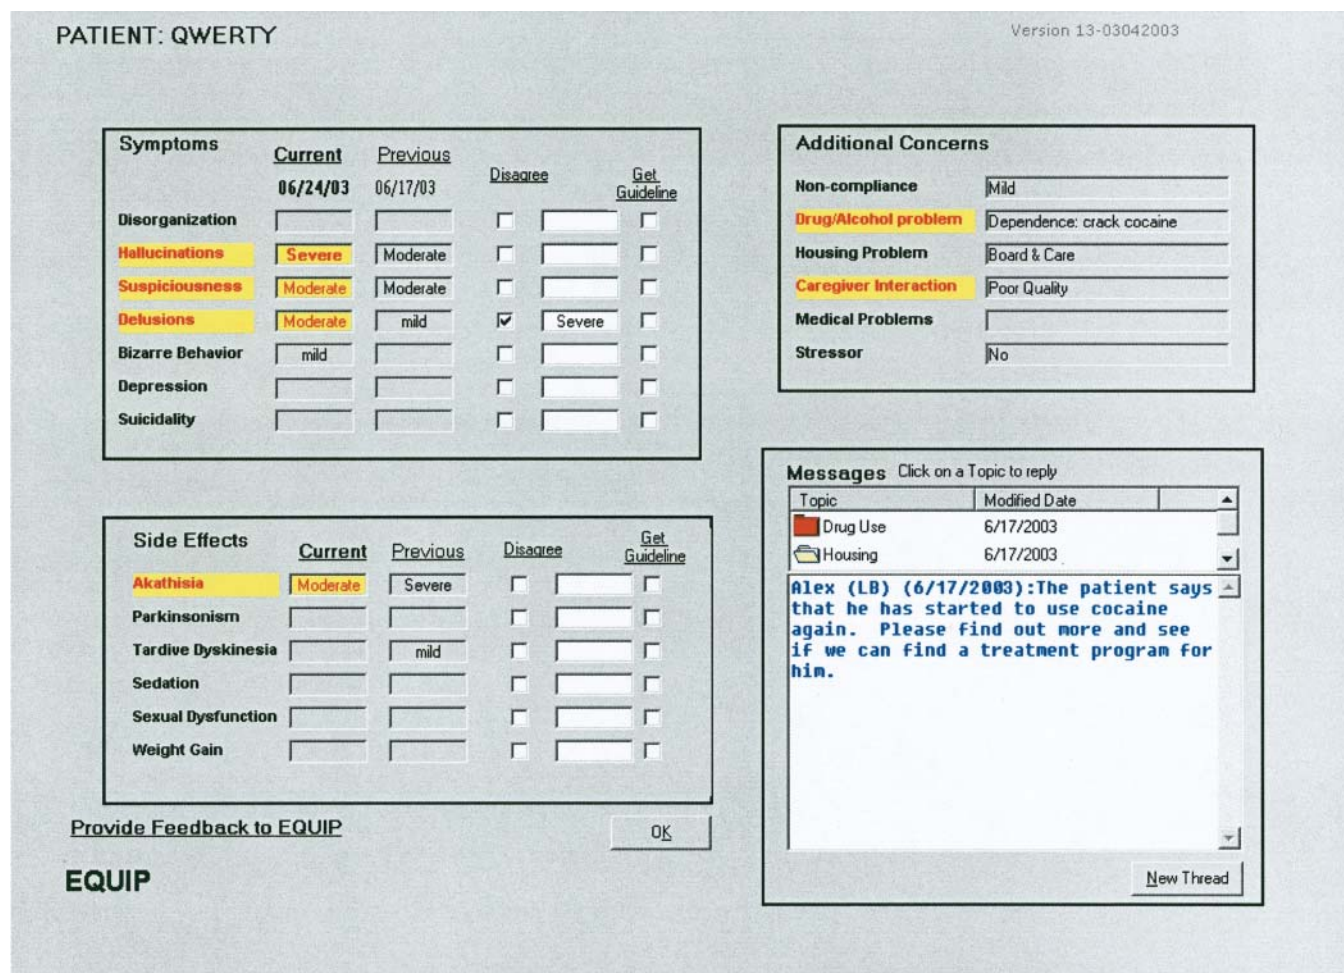 PATIENT: QWERTY
Version 13-03042003
Symptoms
Current Previous
Disagree Get Guideline
06/24/03 06/17/03
Disorganization
Hallucinations Severe Moderate
Suspiciousness Moderate Moderate
Delusions Moderate mild Severe
Bizarre Behavior mild
Depression
Suicidality
Additional Concerns
Non-compliance Mild
Drug/Alcohol problem Dependence: crack cocaine
Housing Problem Board & Care
Caregiver Interaction Poor Quality
Medical Problems
Stressor No
Side Effects
Current Previous Disagree Get Guideline
Akathisia Moderate Severe
Parkinsonism
Tardive Dyskinesia mild
Sedation
Sexual Dysfunction
Weight Gain
Provide Feedback to EQUIP
OK
EQUIP
Messages Click on a Topic to reply
Topic Modified Date
Drug Use 6/17/2003
Housing 6/17/2003
Alex (LB) (6/17/2003):The patient says
that he has started to use cocaine
again. Please find out more and see
if we can find a treatment program for
him.
New Thread